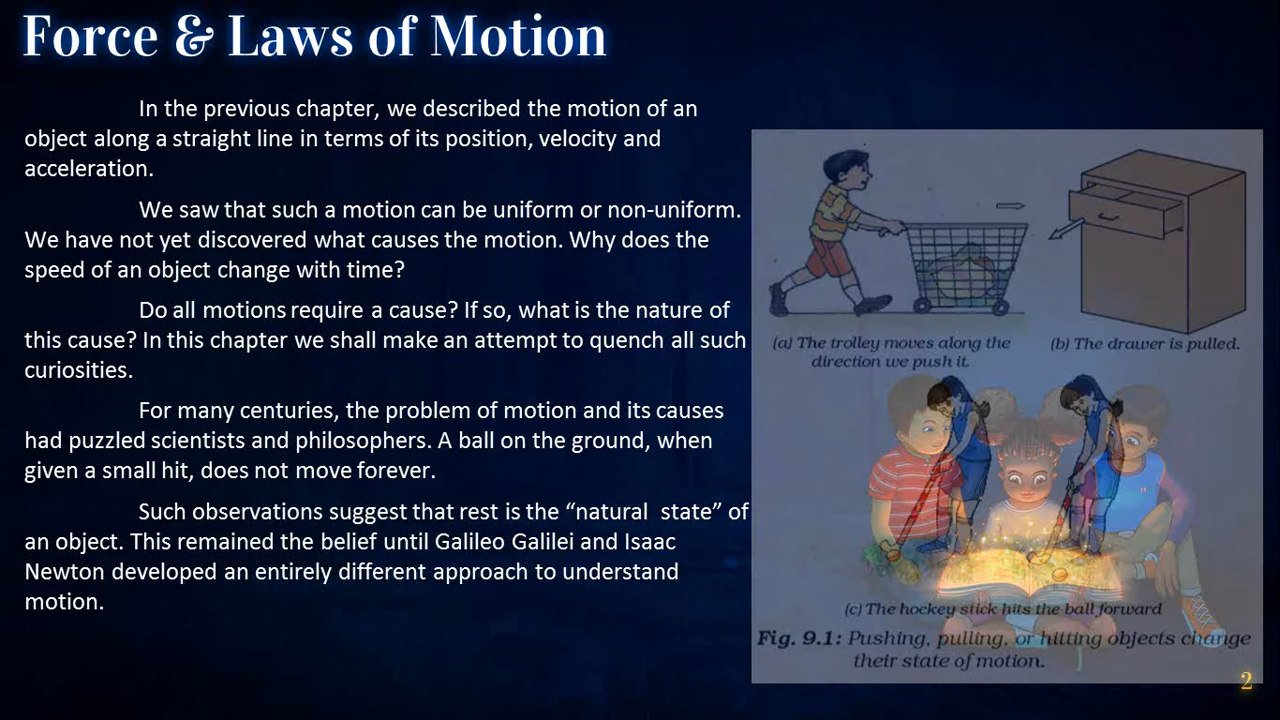 Force & Laws of Motion
In the previous chapter, we described the motion of an
object along a straight line in terms of its position, velocity and
acceleration.
We saw that such a motion can be uniform or non-uniform.
We have not yet discovered what causes the motion. Why does the
speed of an object change with time?
Do all motions require a cause? If so, what is the nature of
this cause? In this chapter we shall make an attempt to quench all such
curiosities.
For many centuries, the problem of motion and its causes
had puzzled scientists and philosophers. A ball on the ground, when
given a small hit, does not move forever.
Such observations suggest that rest is the “natural state” of
an object. This remained the belief until Galileo Galilei and Isaac
Newton developed an entirely different approach to understand
motion.
(a) The trolley moves along the
direction we push it.
(b) The drawer is pulled.
(c) The hockey stick hits the ball forward
Fig. 9.1: Pushing, pulling, or hitting objects change
their state of motion.
2